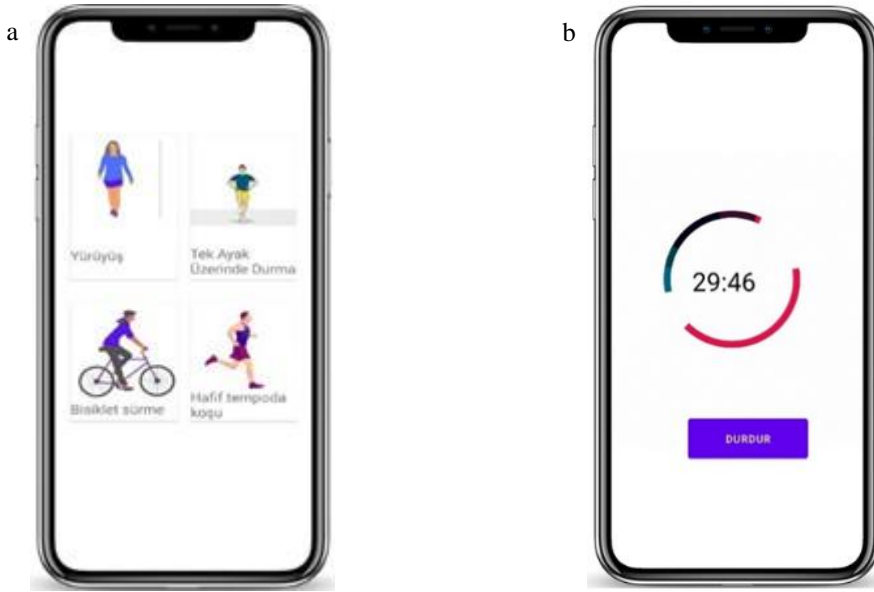 a
b
Yürüyüş
Tek Ayak
Üzerinde Durma
Bisiklet sürme
Hafif tempoda
koşu
29:46
DURDUR